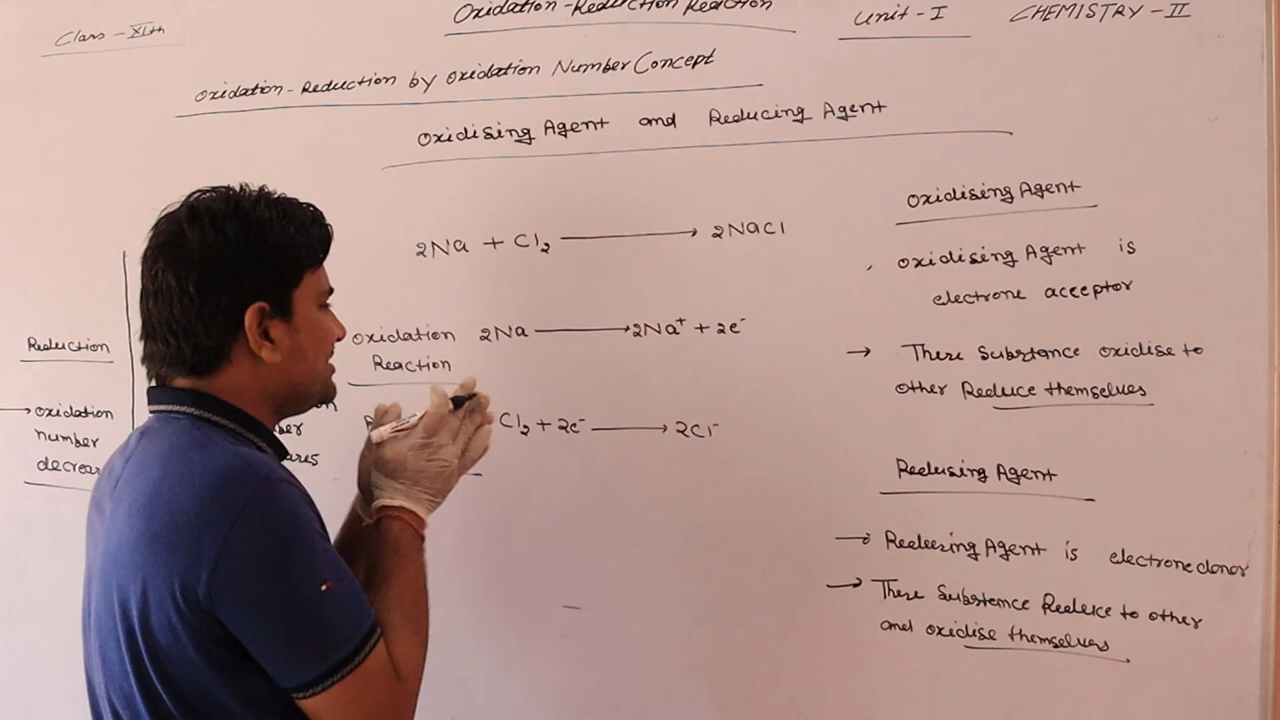 Class - XIth
Oxidation - Reduction Reaction
Unit - I
CHEMISTRY - II
Oxidation - Reduction by Oxidation Number Concept
Oxidising Agent and Reducing Agent
2Na + Cl₂ ⟶ 2NaCl
Oxidation
Reaction
2Na ⟶ 2Na⁺ + 2e⁻
Cl₂ + 2e⁻ ⟶ 2Cl⁻
Reduction
→ Oxidation
number
decrea
Oxidising Agent
Oxidising Agent is
electrone acceptor
→ These Substance oxidise to
other Reduce themselves
Reducing Agent
→ Reducing Agent is electrone donor
→ These Substence Reduce to other
and oxidise themselves